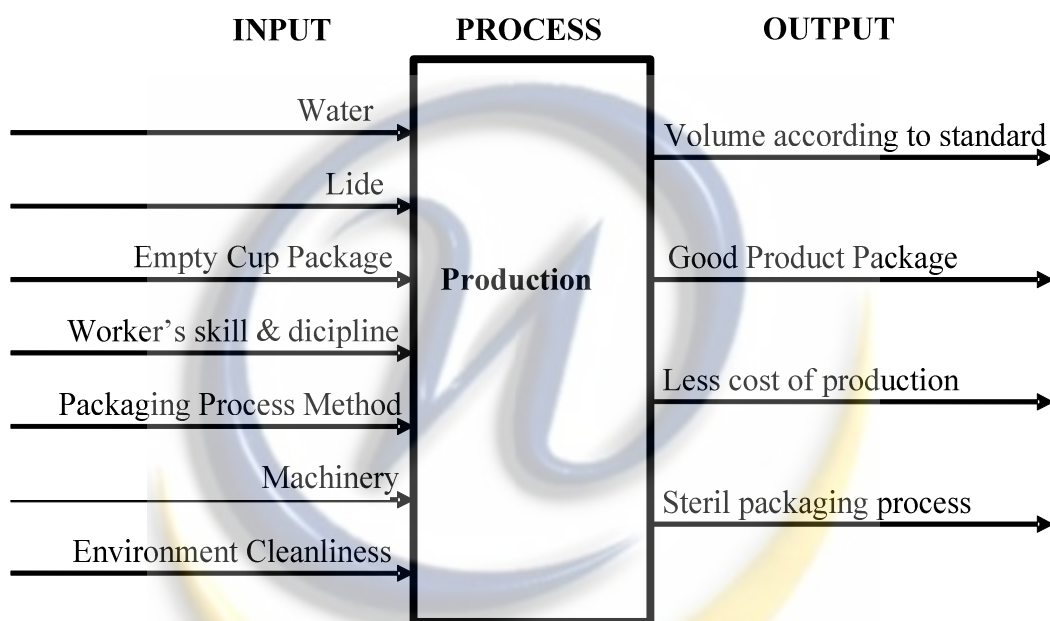 INPUT
PROCESS
OUTPUT
Water
Lide
Empty Cup Package
Worker's skill & dicipline
Packaging Process Method
Machinery
Environment Cleanliness
Production
Volume according to standard
Good Product Package
Less cost of production
Steril packaging process